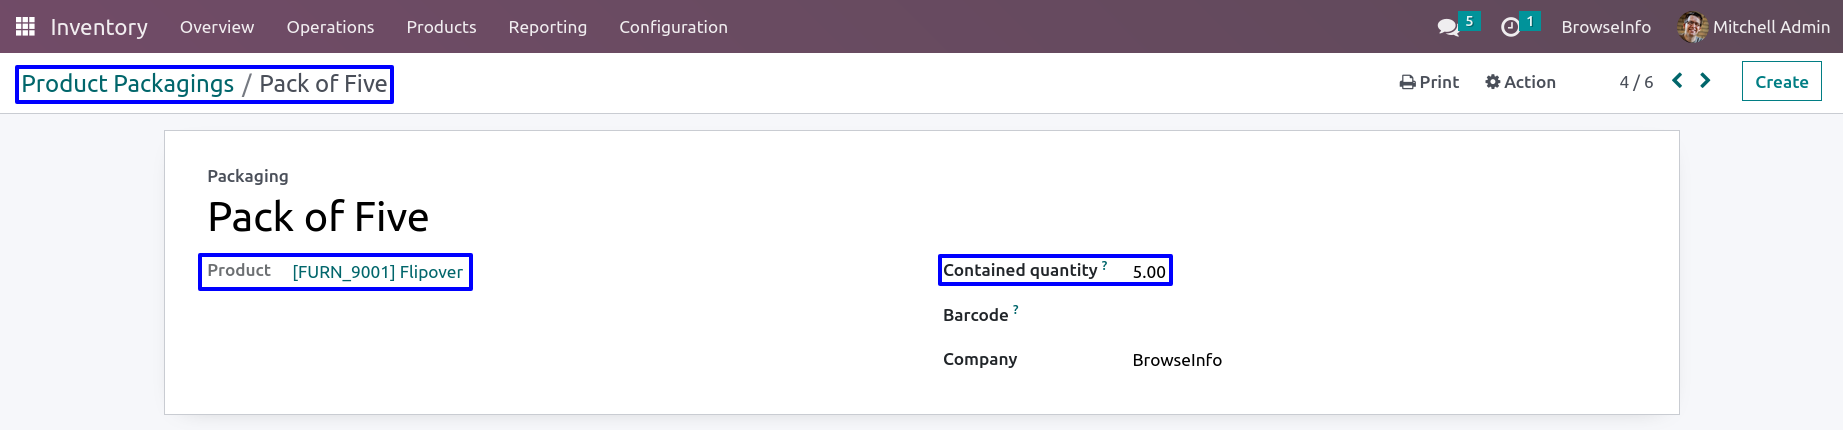 Inventory Overview Operations Products Reporting Configuration 5 1 BrowseInfo Mitchell Admin
Product Packagings / Pack of Five Print Action 4 / 6 Create
Packaging
Pack of Five
Product [FURN_9001] Flipover Contained quantity ? 5.00
Barcode ?
Company BrowseInfo